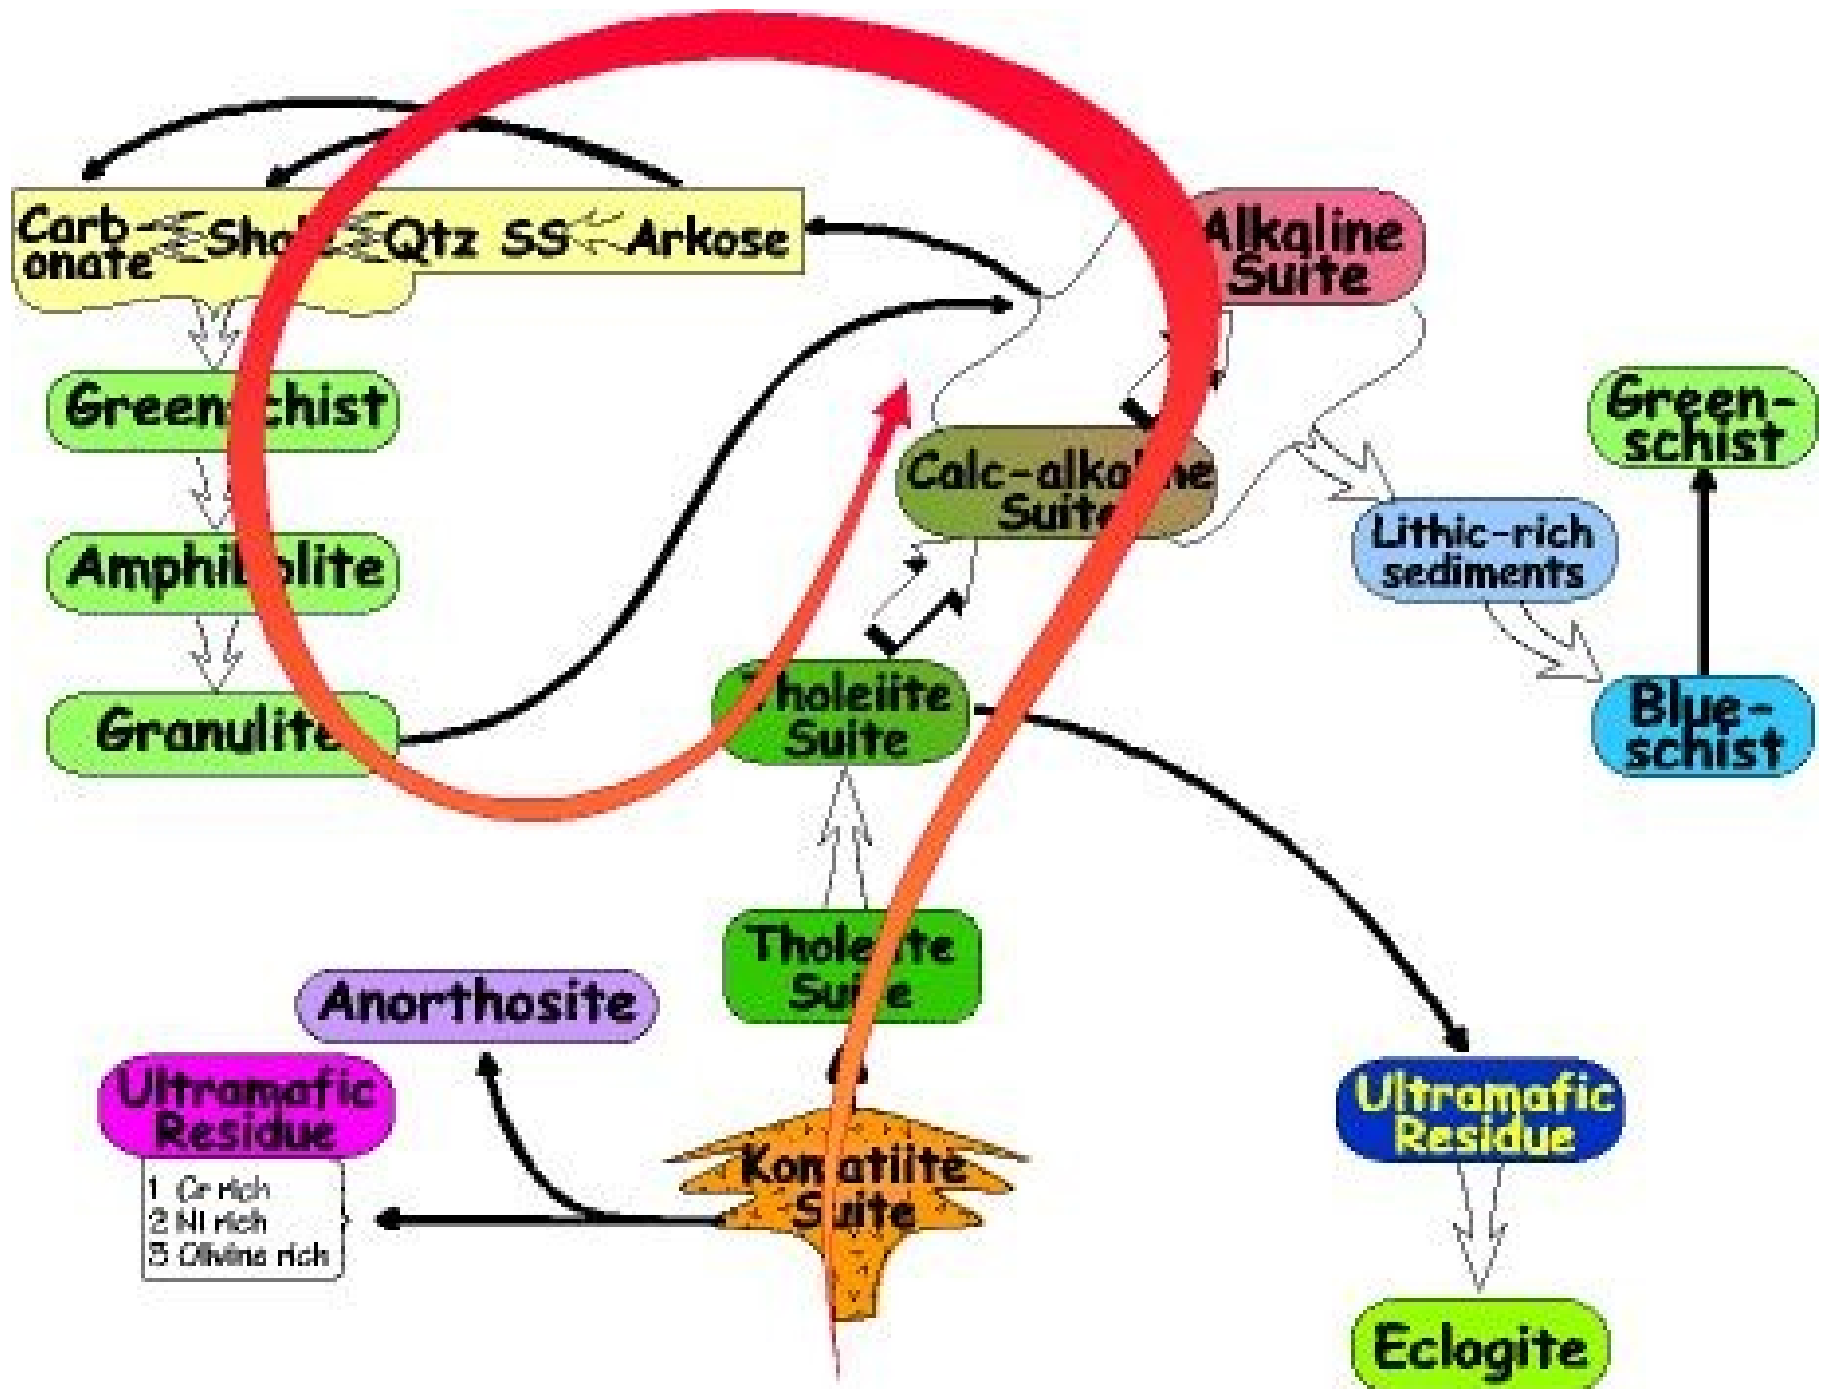 Carb-
onate
Shale
Qtz SS
Arkose
Alkaline
Suite
Greenschist
Calc-alkaline
Suite
Green-
schist
Lithic-rich
sediments
Amphibolite
Granulite
Tholeiite
Suite
Blue-
schist
Tholeiite
Suite
Anorthosite
Ultramafic
Residue
1 Cr rich
2 Ni rich
3 Olivine rich
Komatiite
Suite
Ultramafic
Residue
Eclogite